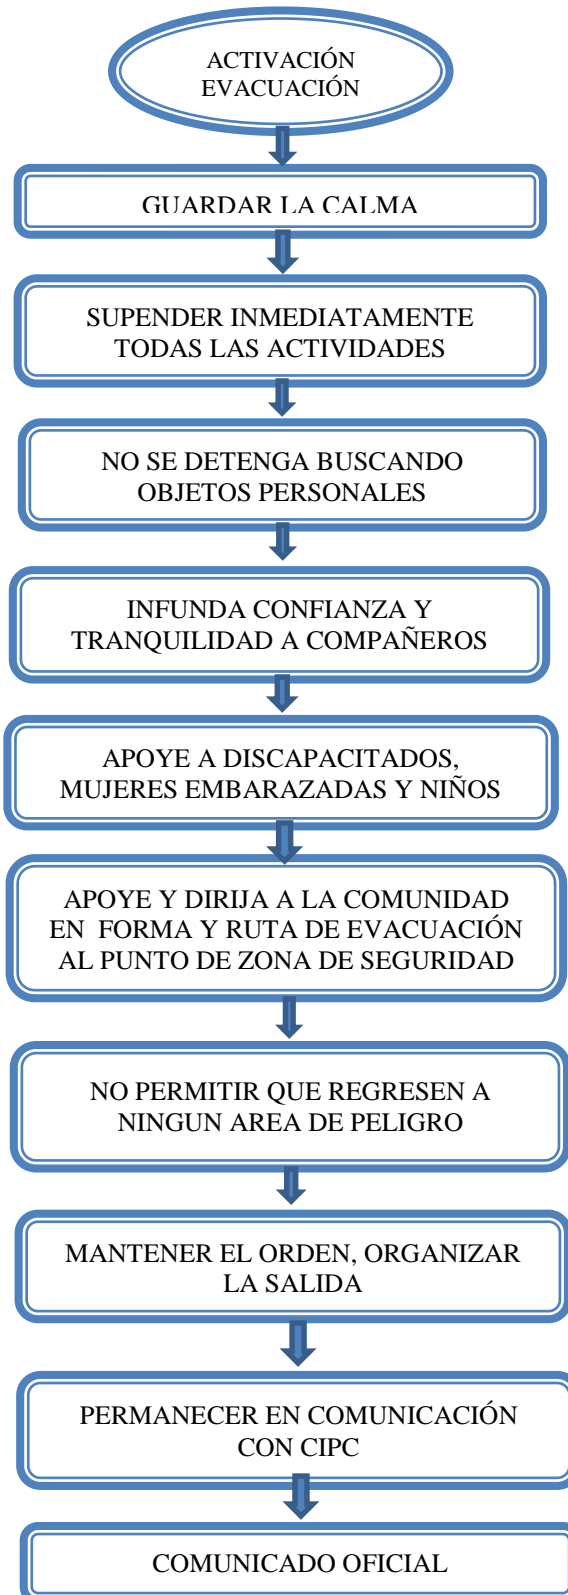 ACTIVACIÓN
EVACUACIÓN
GUARDAR LA CALMA
SUPENDER INMEDIATAMENTE
TODAS LAS ACTIVIDADES
NO SE DETENGA BUSCANDO
OBJETOS PERSONALES
INFUNDA CONFIANZA Y
TRANQUILIDAD A COMPAÑEROS
APOYE A DISCAPACITADOS,
MUJERES EMBARAZADAS Y NIÑOS
APOYE Y DIRIJA A LA COMUNIDAD
EN FORMA Y RUTA DE EVACUACIÓN
AL PUNTO DE ZONA DE SEGURIDAD
NO PERMITIR QUE REGRESEN A
NINGUN AREA DE PELIGRO
MANTENER EL ORDEN, ORGANIZAR
LA SALIDA
PERMANECER EN COMUNICACIÓN
CON CIPC
COMUNICADO OFICIAL